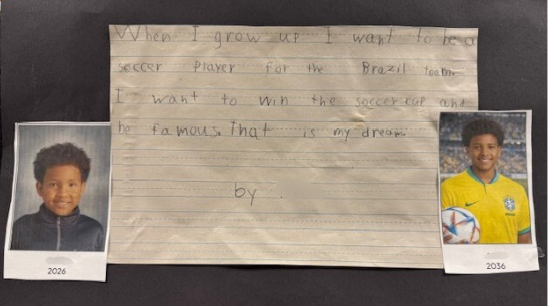 When I grow up I want to be a
soccer Player for the Brazil team.
I want to win the soccer cup and
be famous. That is my dream.
by
2026
2036